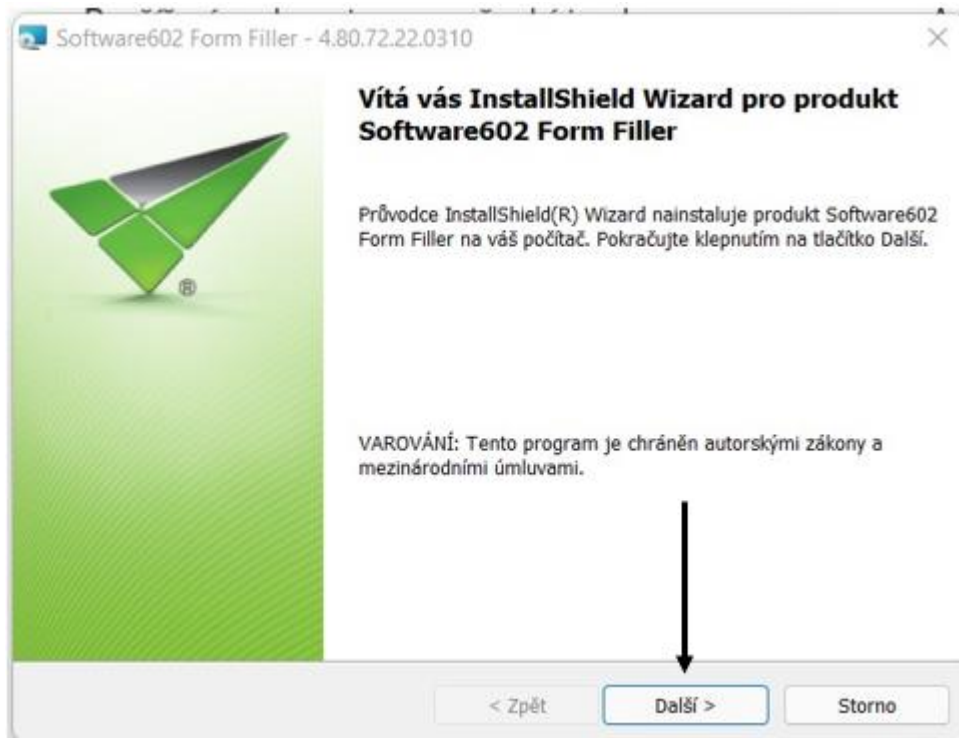 Software602 Form Filler - 4.80.72.22.0310
Vítá vás InstallShield Wizard pro produkt
Software602 Form Filler
Průvodce InstallShield(R) Wizard nainstaluje produkt Software602
Form Filler na váš počítač. Pokračujte klepnutím na tlačítko Další.
®
VAROVÁNÍ: Tento program je chráněn autorskými zákony a
mezinárodními úmluvami.
< Zpět
Další >
Storno